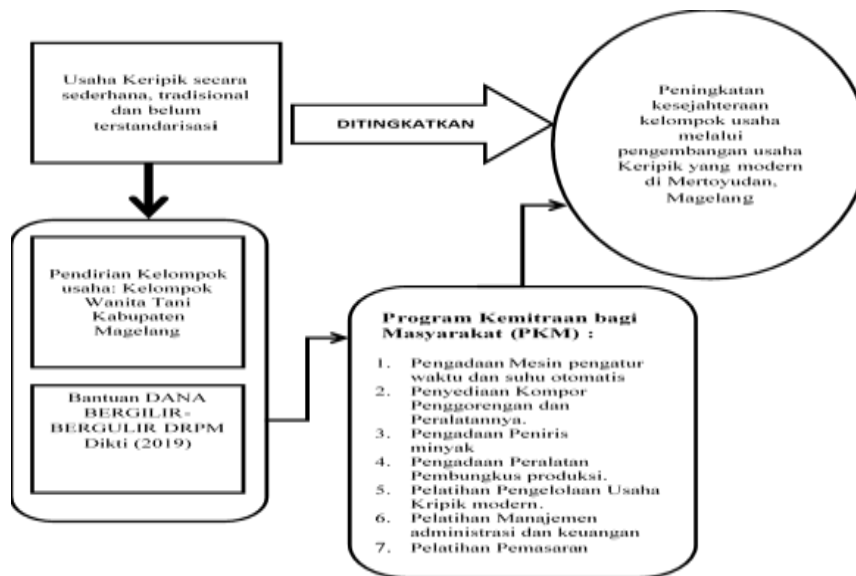 Usaha Keripik secara
sederhana, tradisional
dan belum
terstandarisasi
DITINGKATKAN
Peningkatan
kesejahteraan
kelompok usaha
melalui
pengembangan usaha
Keripik yang modern
di Mertoyudan,
Magelang
Pendirian Kelompok
usaha: Kelompok
Wanita Tani
Kabupaten
Magelang
Bantuan DANA
BERGILIR-
BERGULIR DRPM
Dikti (2019)
Program Kemitraan bagi
Masyarakat (PKM) :
1. Pengadaan Mesin pengatur
waktu dan suhu otomatis
2. Penyediaan Kompor
Penggorengan dan
Peralatannya.
3. Pengadaan Peniris
minyak
4. Pengadaan Peralatan
Pembungkus produksi.
5. Pelatihan Pengelolaan Usaha
Kripik modern.
6. Pelatihan Manajemen
administrasi dan keuangan
7. Pelatihan Pemasaran